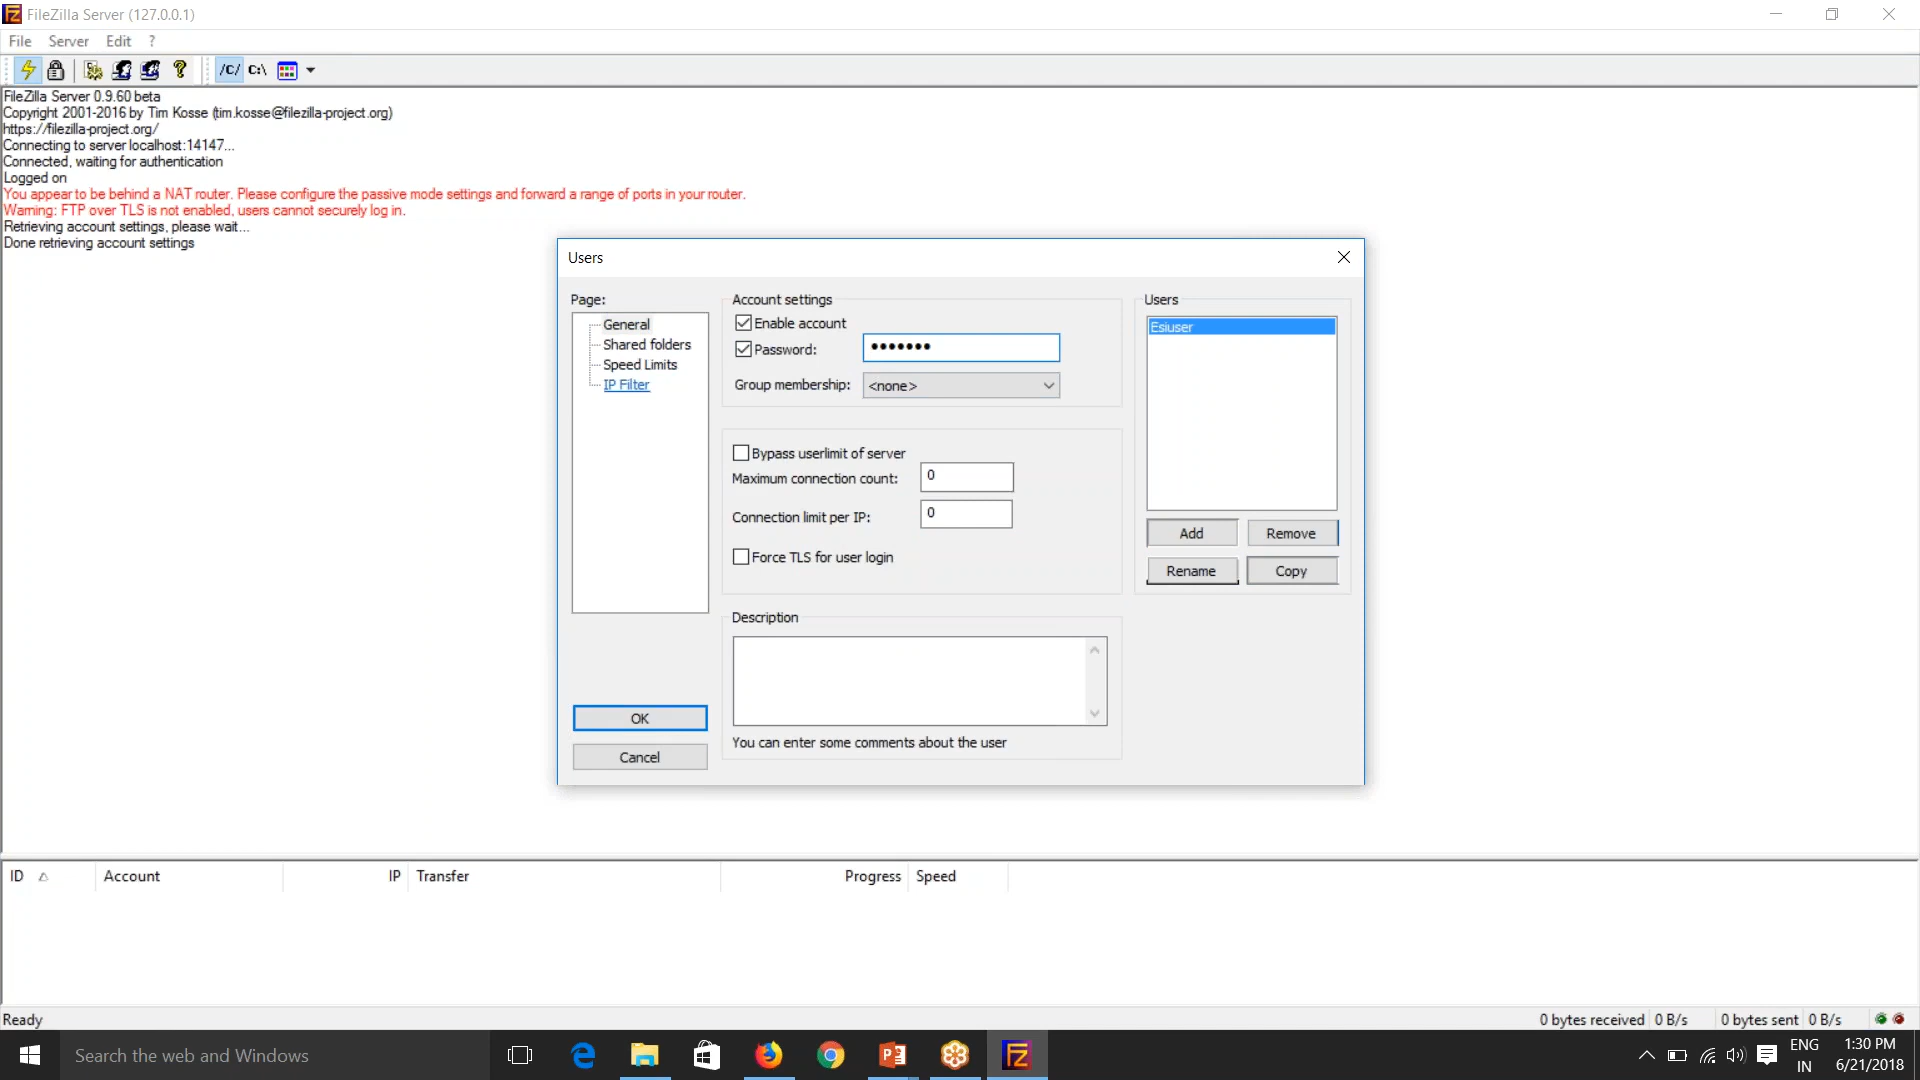 FileZilla Server (127.0.0.1)
File Server Edit ?
/C/ C:\
FileZilla Server 0.9.60 beta
Copyright 2001-2016 by Tim Kosse (tim.kosse@filezilla-project.org)
https://filezilla-project.org/
Connecting to server localhost:14147...
Connected, waiting for authentication
Logged on
You appear to be behind a NAT router. Please configure the passive mode settings and forward a range of ports in your router.
Warning: FTP over TLS is not enabled, users cannot securely log in.
Retrieving account settings, please wait...
Done retrieving account settings
Users
Page:
General
Shared folders
Speed Limits
IP Filter
OK
Cancel
Account settings
Enable account
Password: •••••••
Group membership: <none>
Bypass userlimit of server
Maximum connection count: 0
Connection limit per IP: 0
Force TLS for user login
Description
You can enter some comments about the user
Users
Esiuser
Add Remove
Rename Copy
ID Account IP Transfer Progress Speed
Ready 0 bytes received 0 B/s 0 bytes sent 0 B/s
Search the web and Windows
ENG
IN
1:30 PM
6/21/2018